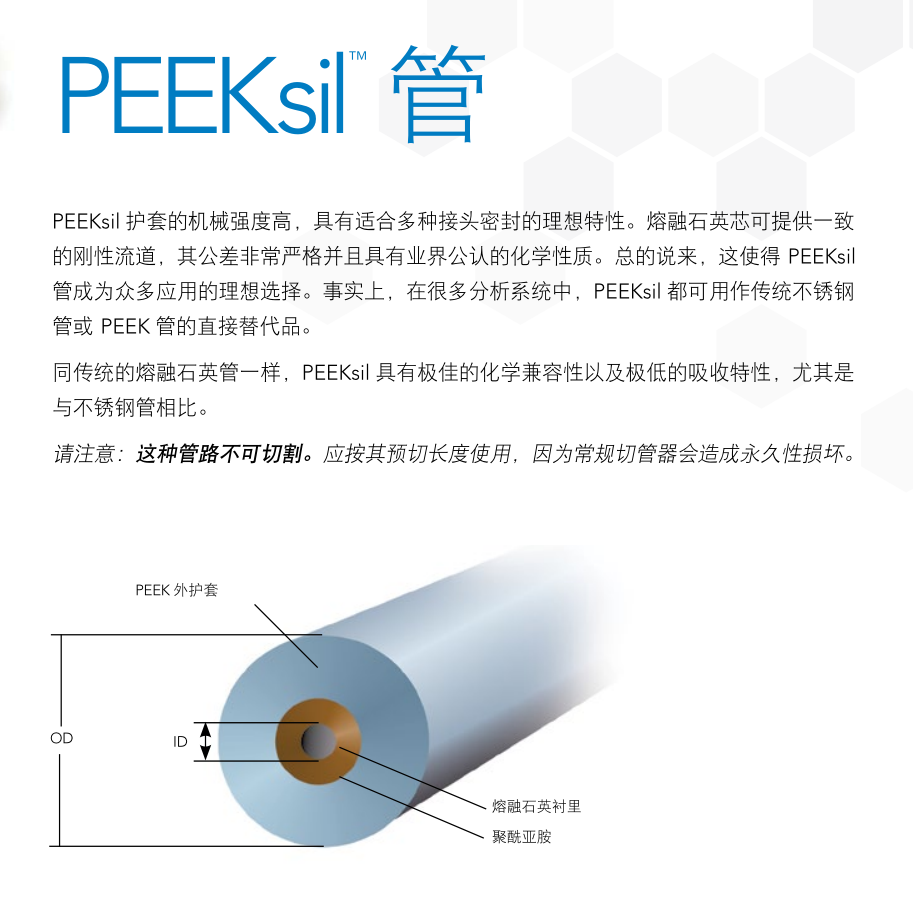 PEEKsil™ 管
PEEKsil 护套的机械强度高，具有适合多种接头密封的理想特性。熔融石英芯可提供一致
的刚性流道，其公差非常严格并且具有业界公认的化学性质。总的说来，这使得 PEEKsil
管成为众多应用的理想选择。事实上，在很多分析系统中，PEEKsil 都可用作传统不锈钢
管或 PEEK 管的直接替代品。
同传统的熔融石英管一样，PEEKsil 具有极佳的化学兼容性以及极低的吸收特性，尤其是
与不锈钢管相比。
请注意：这种管路不可切割。应按其预切长度使用，因为常规切管器会造成永久性损坏。
PEEK 外护套
OD
ID
熔融石英衬里
聚酰亚胺